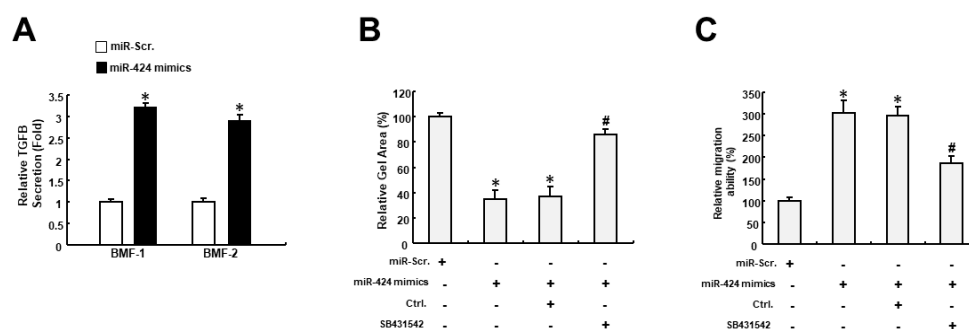 A
miR-Scr.
miR-424 mimics
Relative TGFB
Secretion (Fold)
3.5
3
2.5
2
1.5
1
0.5
0
*
*
BMF-1
BMF-2
B
Relative Gel Area (%)
120
100
80
60
40
20
0
*
*
#
miR-Scr. + - - -
miR-424 mimics - + + +
Ctrl. - - + -
SB431542 - - - +
C
Relative migration
ability (%)
350
300
250
200
150
100
50
0
*
*
#
miR-Scr. + - - -
miR-424 mimics - + + +
Ctrl. - - + -
SB431542 - - - +